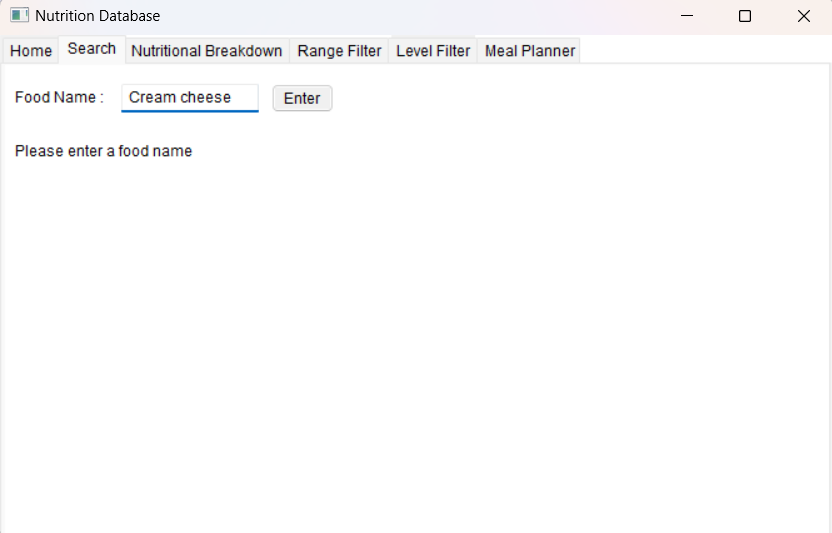 Nutrition Database
Home Search Nutritional Breakdown Range Filter Level Filter Meal Planner
Food Name : Cream cheese Enter
Please enter a food name